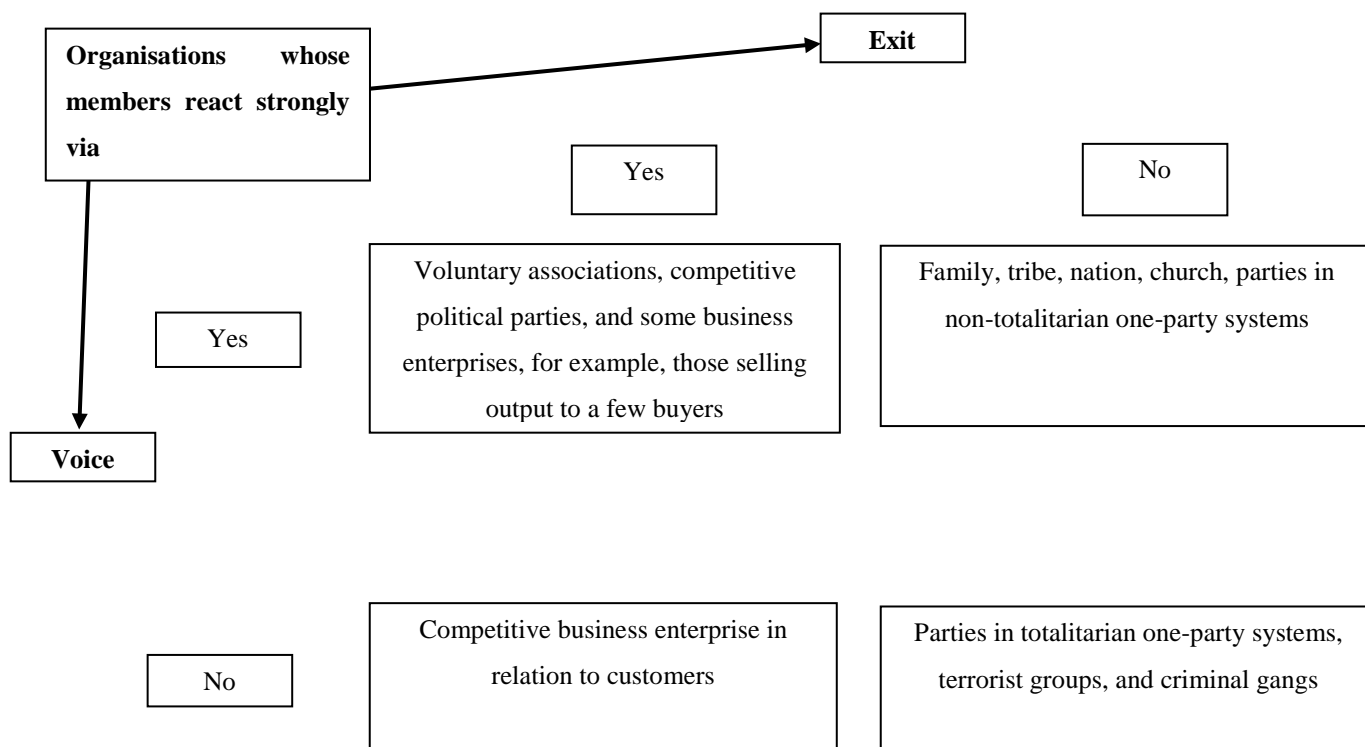 Exit
Organisations whose
members react strongly
via
Yes
No
Voluntary associations, competitive
political parties, and some business
enterprises, for example, those selling
output to a few buyers
Family, tribe, nation, church, parties in
non-totalitarian one-party systems
Yes
Voice
Competitive business enterprise in
relation to customers
Parties in totalitarian one-party systems,
terrorist groups, and criminal gangs
No